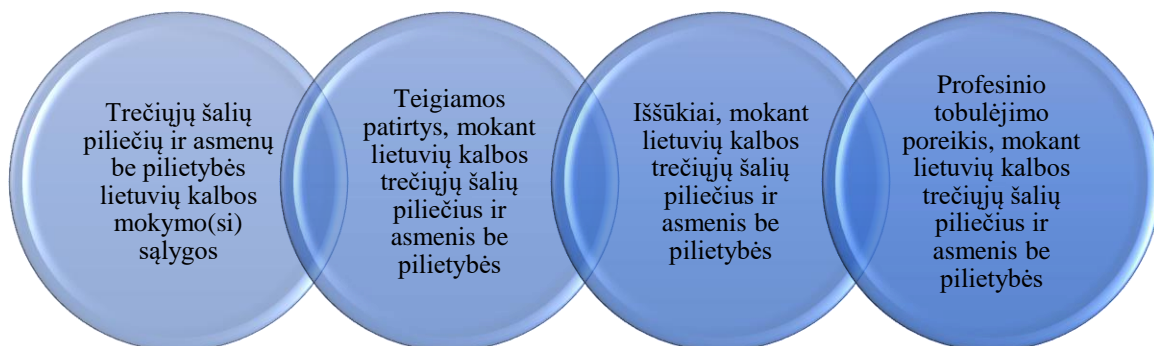 Trečiųjų šalių
piliečių ir asmenų
be pilietybės
lietuvių kalbos
mokymo(si)
sąlygos
Teigiamos
patirtys, mokant
lietuvių kalbos
trečiųjų šalių
piliečius ir
asmenis be
pilietybės
Iššūkiai, mokant
lietuvių kalbos
trečiųjų šalių
piliečius ir
asmenis be
pilietybės
Profesinio
tobulėjimo
poreikis, mokant
lietuvių kalbos
trečiųjų šalių
piliečius ir
asmenis be
pilietybės